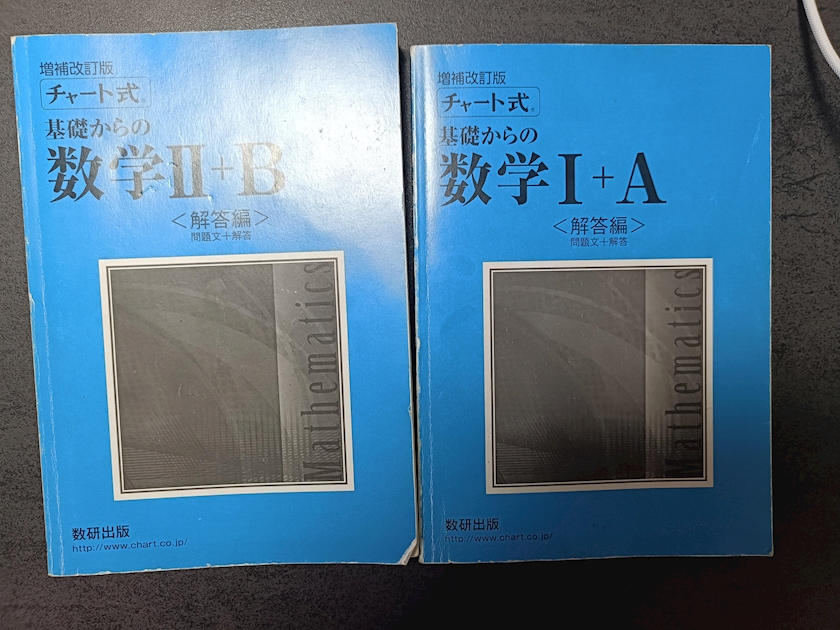 増補改訂版
チャート式®
基礎からの
数学Ⅱ+B
<解答編>
問題文+解答
Mathematics
数研出版
http://www.chart.co.jp/
増補改訂版
チャート式®
基礎からの
数学Ⅰ+A
<解答編>
問題文+解答
Mathematics
数研出版
http://www.chart.co.jp/